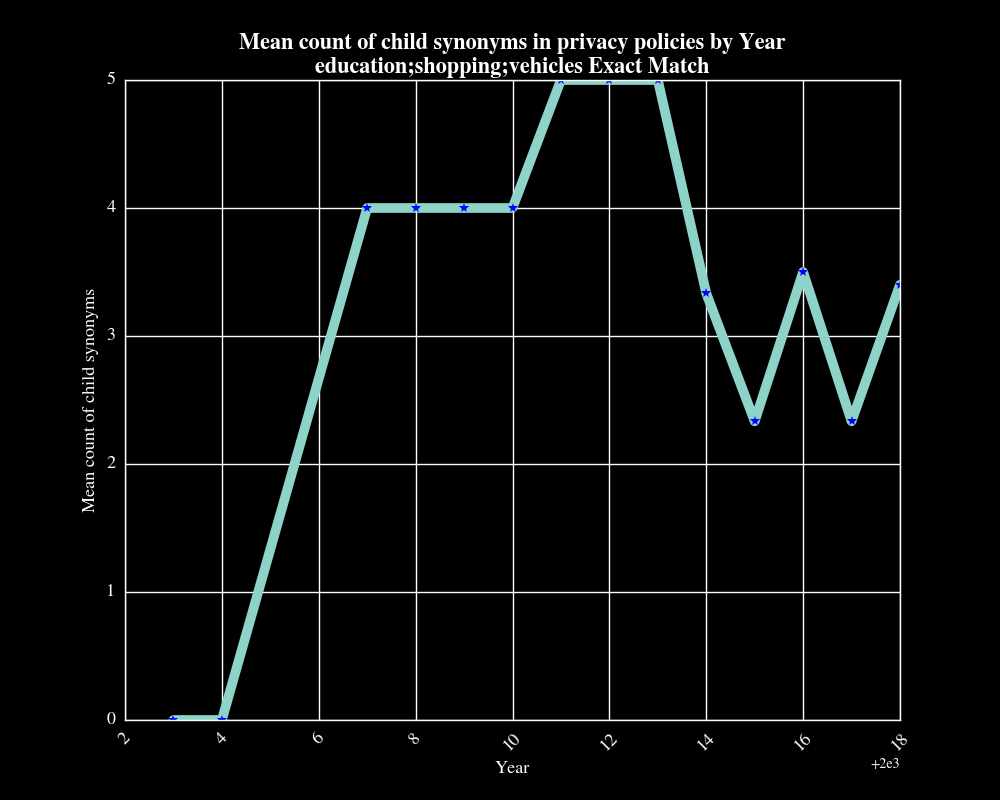 Mean count of child synonyms in privacy policies by Year
education;shopping;vehicles Exact Match
5
4
3
2
1
0
Mean count of child synonyms
2 4 6 8 10 12 14 16 18
Year
+2e3